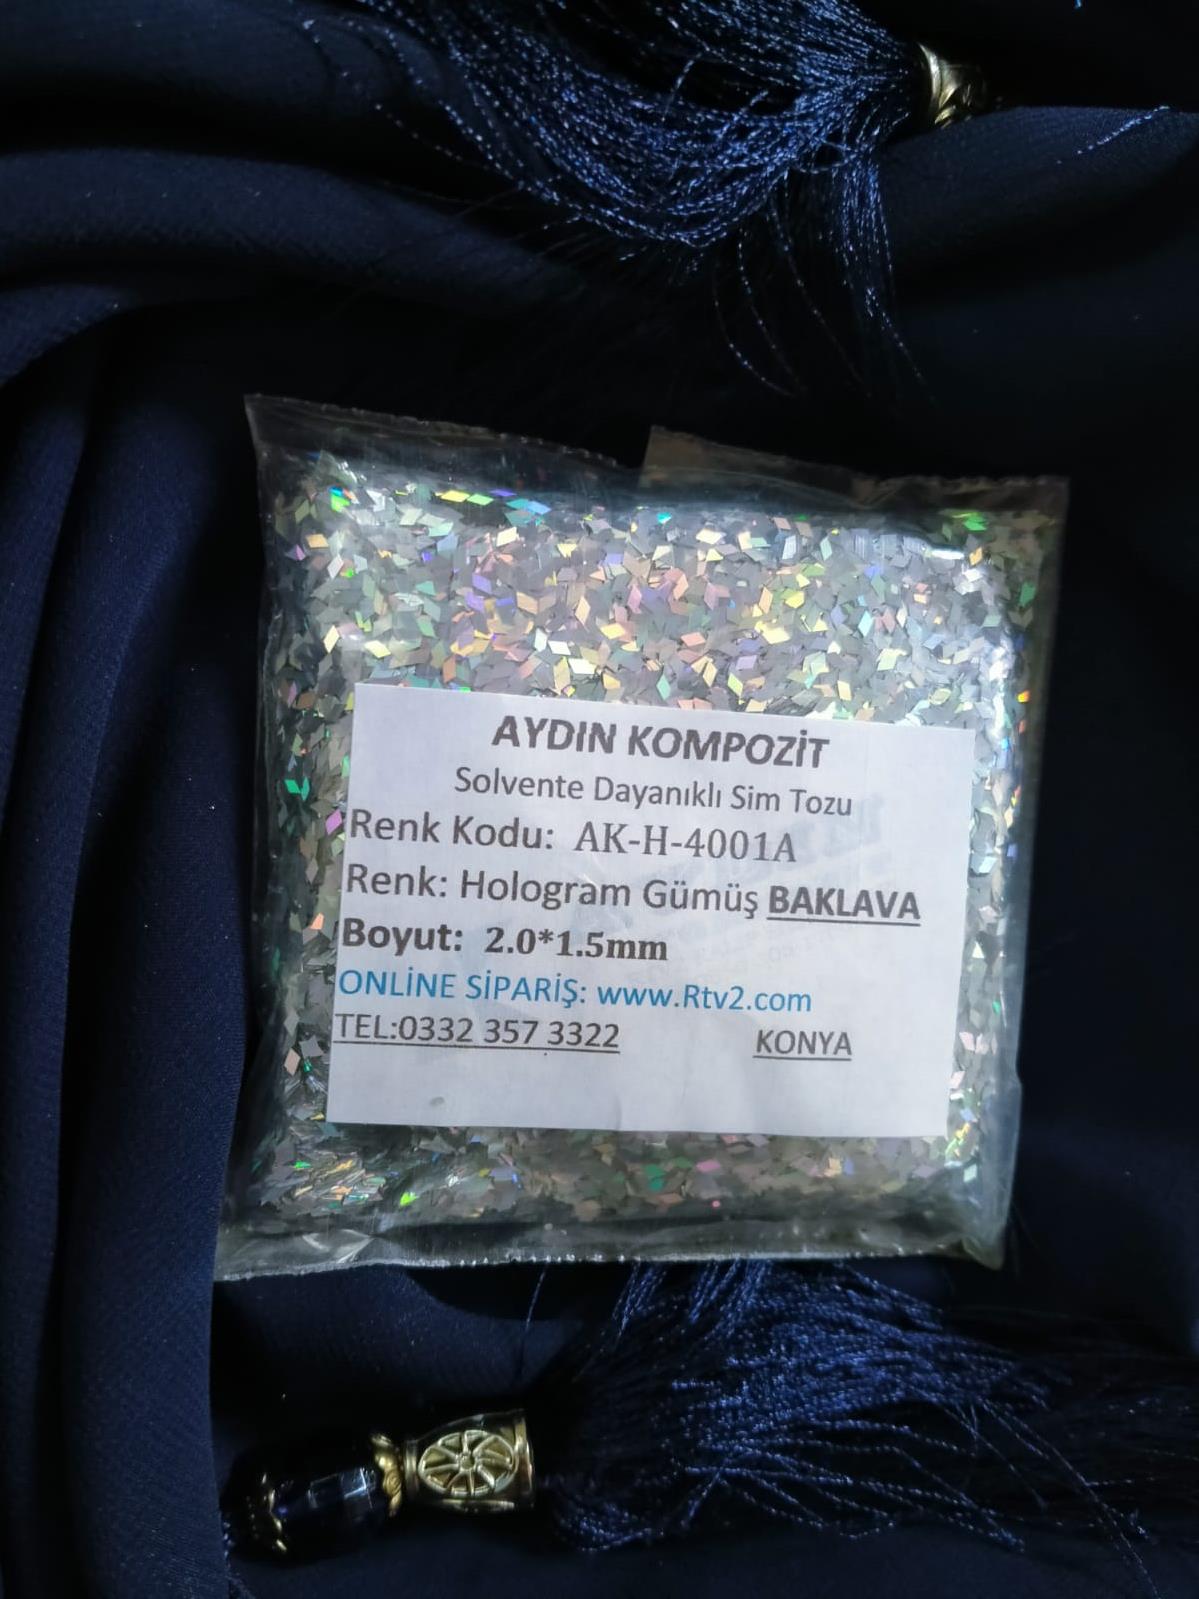 AYDIN KOMPOZİT
Solvente Dayanıklı Sim Tozu
Renk Kodu: AK-H-4001A
Renk: Hologram Gümüş BAKLAVA
Boyut: 2.0*1.5mm
ONLİNE SİPARİŞ: www.Rtv2.com
TEL:0332 357 3322 KONYA